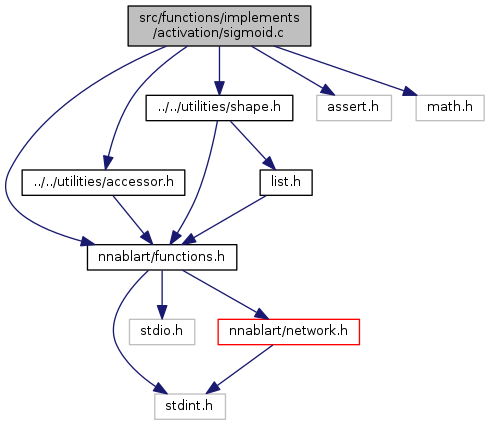 src/functions/implements
/activation/sigmoid.c
../../utilities/shape.h
assert.h
math.h
../../utilities/accessor.h
list.h
nnablart/functions.h
stdio.h
nnablart/network.h
stdint.h